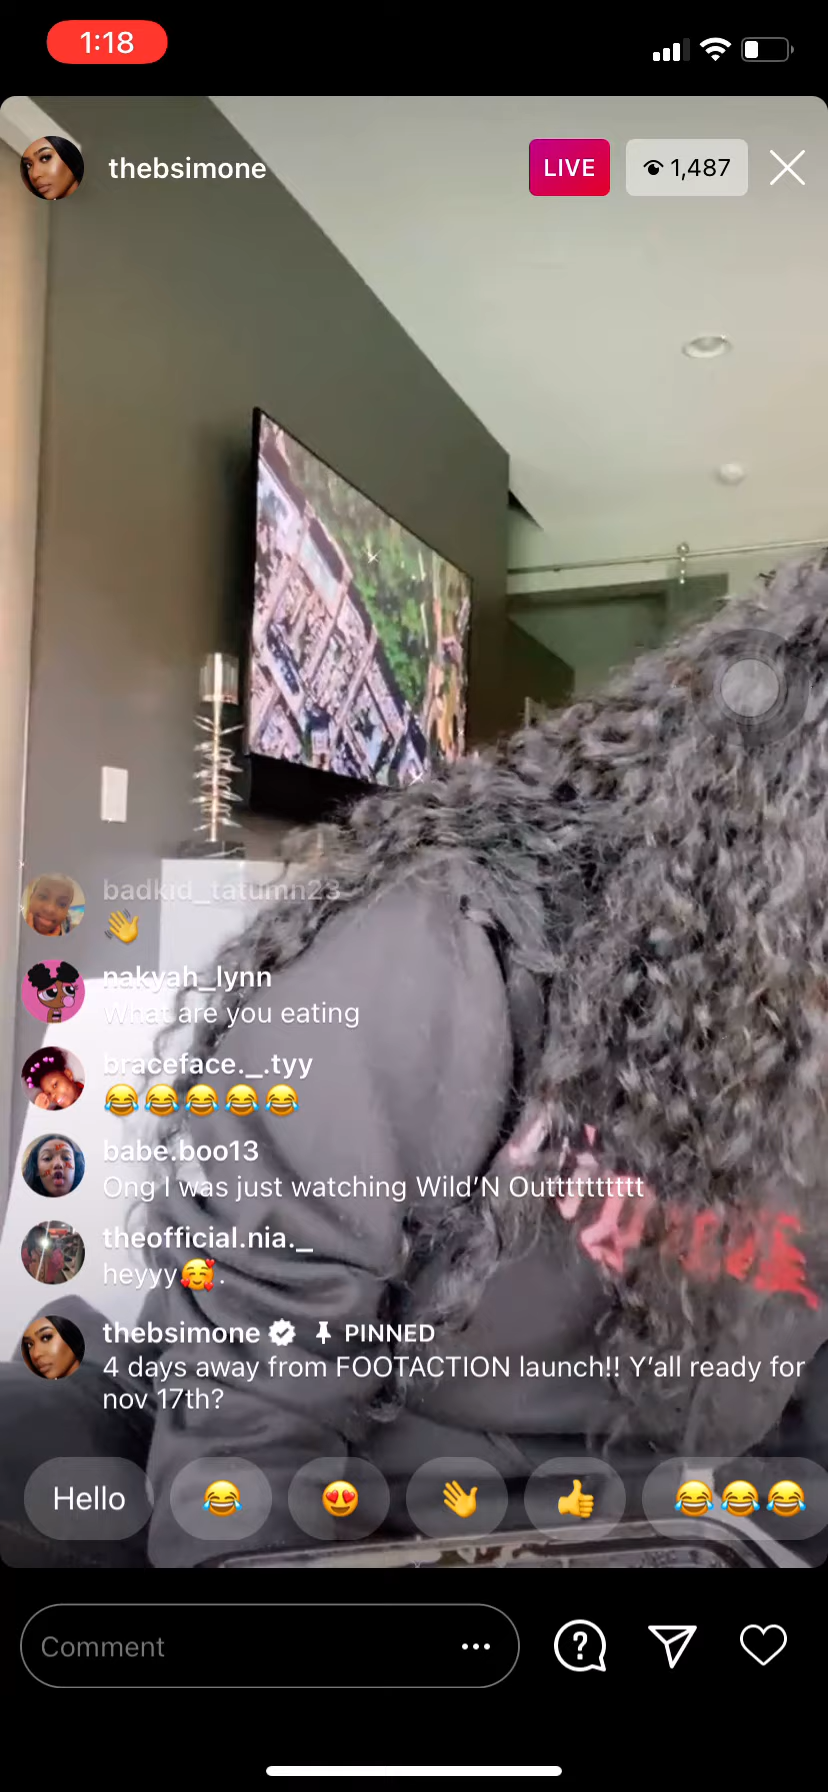 1:18
thebsimone
LIVE
1,487
badkid_tatumn23
👋
nakyah_lynn
What are you eating
braceface._.tyy
😂😂😂😂😂
babe.boo13
Ong I was just watching Wild’N Outttttttttt
theofficial.nia._
heyyy🥰.
thebsimone PINNED
4 days away from FOOTACTION launch!! Y’all ready for
nov 17th?
Hello 😂 😍 👋 👍 😂😂😂
Comment